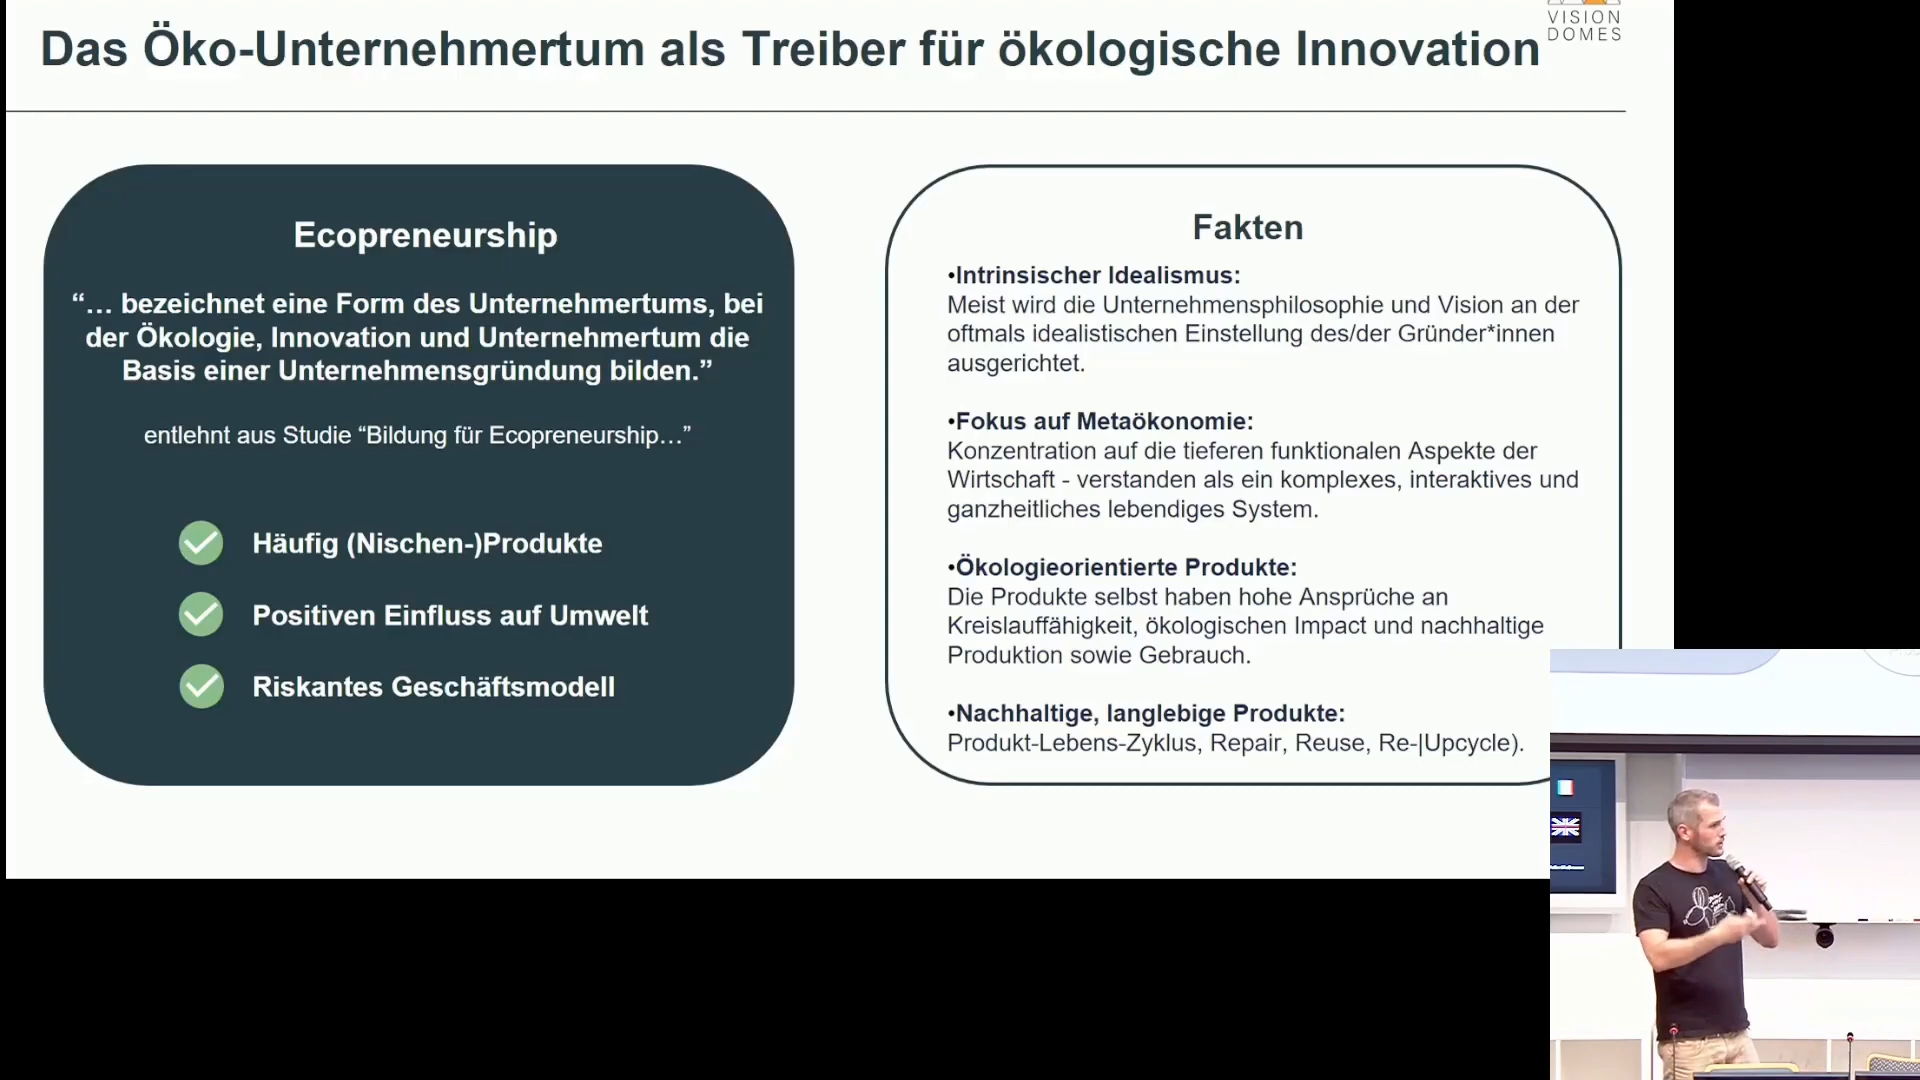 Das Öko-Unternehmertum als Treiber für ökologische Innovation
VISION
DOMES
Ecopreneurship
“… bezeichnet eine Form des Unternehmertums, bei
der Ökologie, Innovation und Unternehmertum die
Basis einer Unternehmensgründung bilden.”
entlehnt aus Studie “Bildung für Ecopreneurship…”
Häufig (Nischen-)Produkte
Positiven Einfluss auf Umwelt
Riskantes Geschäftsmodell
Fakten
•Intrinsischer Idealismus:
Meist wird die Unternehmensphilosophie und Vision an der
oftmals idealistischen Einstellung des/der Gründer*innen
ausgerichtet.
•Fokus auf Metaökonomie:
Konzentration auf die tieferen funktionalen Aspekte der
Wirtschaft - verstanden als ein komplexes, interaktives und
ganzheitliches lebendiges System.
•Ökologieorientierte Produkte:
Die Produkte selbst haben hohe Ansprüche an
Kreislauffähigkeit, ökologischen Impact und nachhaltige
Produktion sowie Gebrauch.
•Nachhaltige, langlebige Produkte:
Produkt-Lebens-Zyklus, Repair, Reuse, Re-|Upcycle).